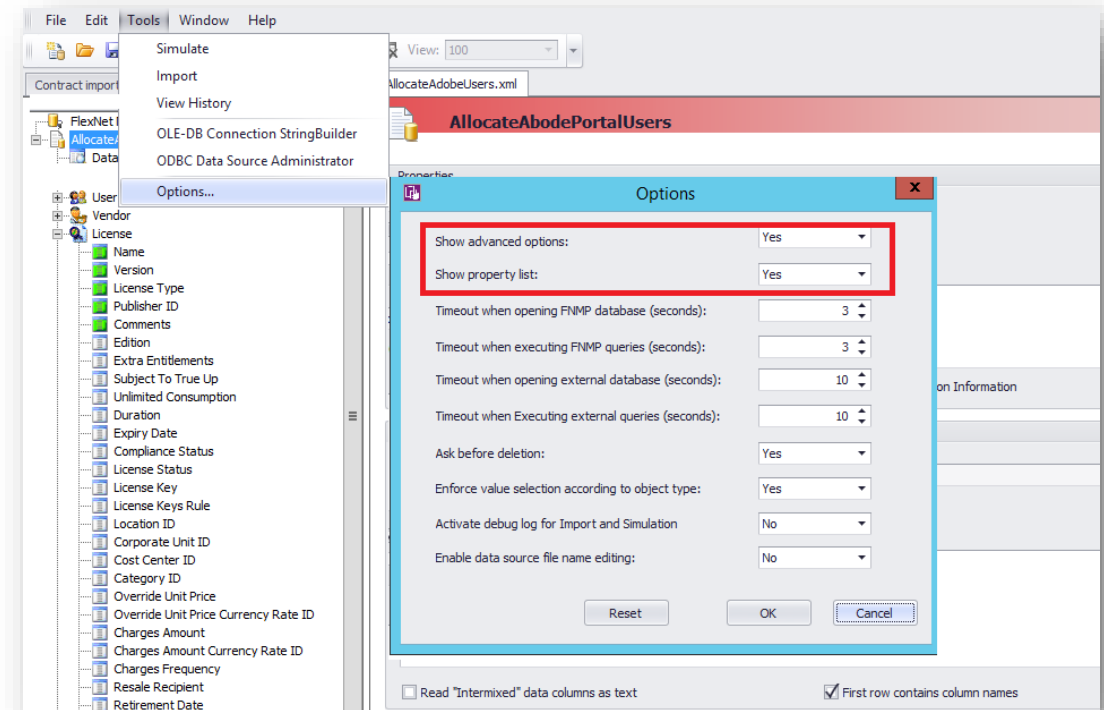 File Edit Tools Window Help
View: 100
Simulate
Import
View History
OLE-DB Connection StringBuilder
ODBC Data Source Administrator
Options...
Contract import
AllocateAdobeUsers.xml
FlexNet
AllocateA
Data
User
Vendor
License
Name
Version
License Type
Publisher ID
Comments
Edition
Extra Entitlements
Subject To True Up
Unlimited Consumption
Duration
Expiry Date
Compliance Status
License Status
License Key
License Keys Rule
Location ID
Corporate Unit ID
Cost Center ID
Category ID
Override Unit Price
Override Unit Price Currency Rate ID
Charges Amount
Charges Amount Currency Rate ID
Charges Frequency
Resale Recipient
Retirement Date
AllocateAbodePortalUsers
Properties
Options
x
Show advanced options: Yes
Show property list: Yes
Timeout when opening FNMP database (seconds): 3
Timeout when executing FNMP queries (seconds): 3
Timeout when opening external database (seconds): 10
Timeout when Executing external queries (seconds): 10
Ask before deletion: Yes
Enforce value selection according to object type: Yes
Activate debug log for Import and Simulation No
Enable data source file name editing: No
Reset OK Cancel
on Information
Read "Intermixed" data columns as text
First row contains column names